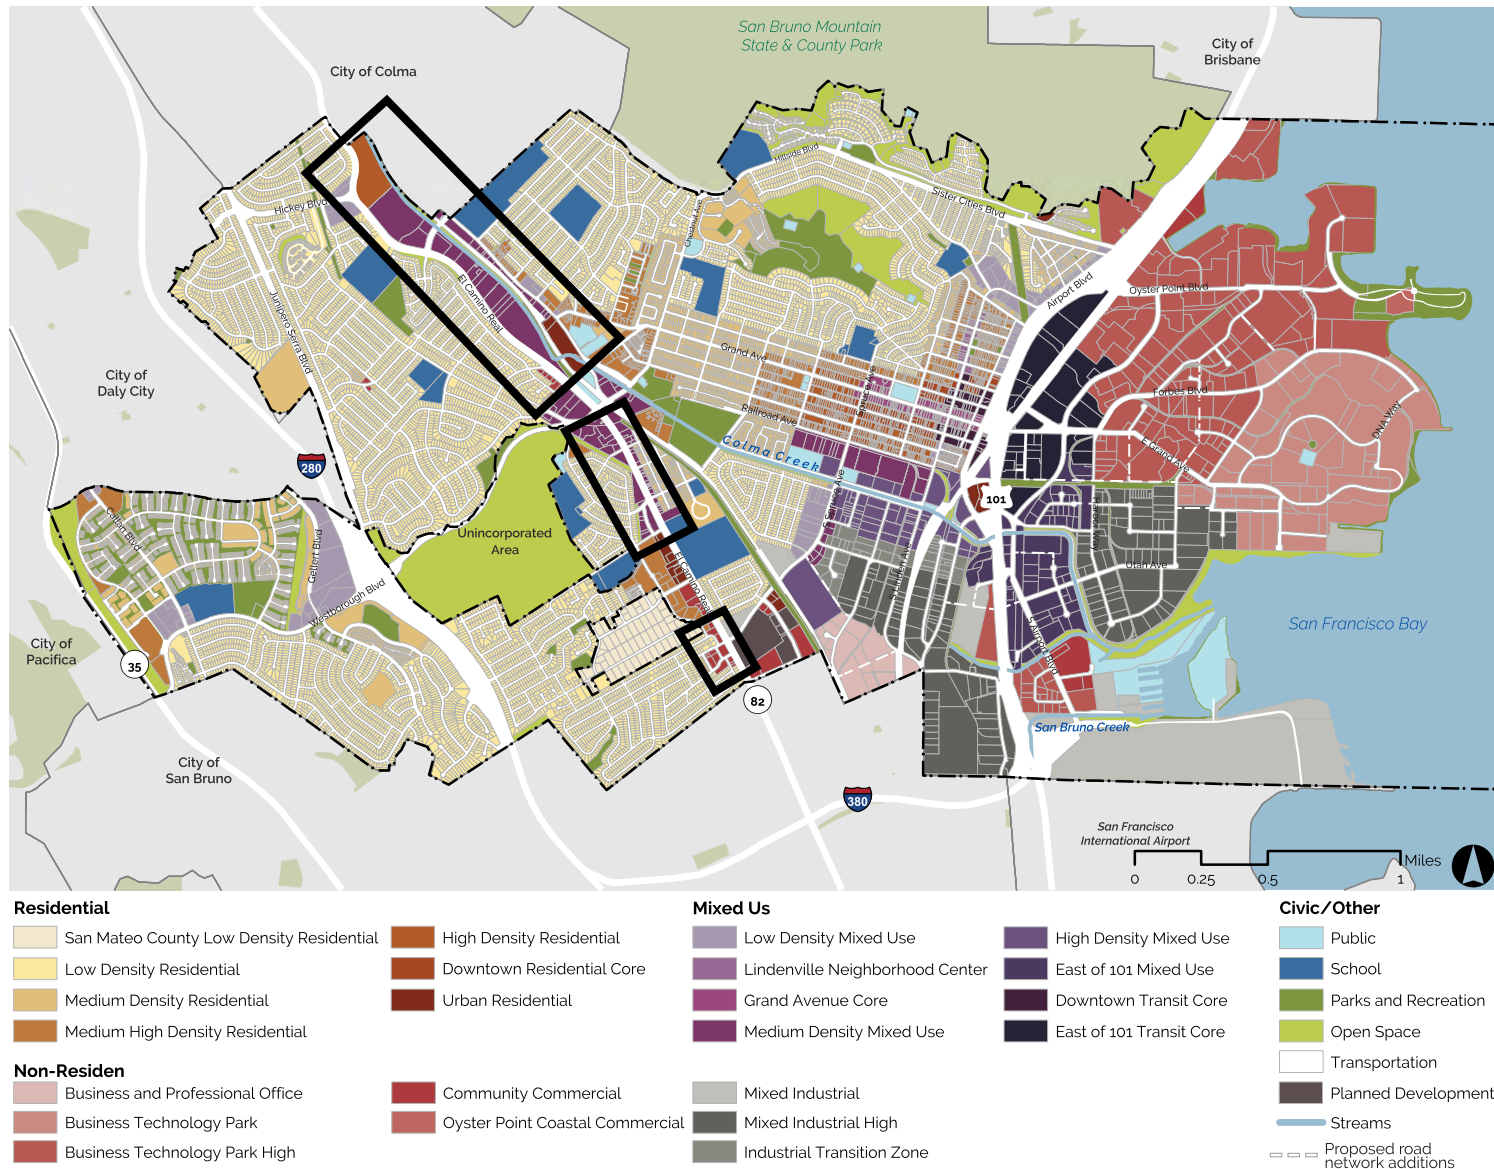 San Bruno Mountain
State & County Park
City of
Brisbane
City of Colma
Hillside Blvd
Sister Cities Blvd
Hickey Blvd
Chestnut Ave
Airport Blvd
Oyster Point Blvd
El Camino Real
Junipero Serra Blvd
Grand Ave
Spruce Ave
Forbes Blvd
City of
Daly City
Railroad Ave
DNA Way
Colma Creek
E Grand Ave
280
101
S Spruce Ave
Harbor Way
Callan Blvd
Unincorporated
Area
Gellert Blvd
S Linden Ave
Utah Ave
El Camino Real
Westborough Blvd
San Francisco Bay
City of
Pacifica
35
S Airport Blvd
82
San Bruno Creek
City of
San Bruno
380
San Francisco
International Airport
Miles
0 0.25 0.5 1
Residential
San Mateo County Low Density Residential
Low Density Residential
Medium Density Residential
Medium High Density Residential
High Density Residential
Downtown Residential Core
Urban Residential
Mixed Us
Low Density Mixed Use
Lindenville Neighborhood Center
Grand Avenue Core
Medium Density Mixed Use
High Density Mixed Use
East of 101 Mixed Use
Downtown Transit Core
East of 101 Transit Core
Civic/Other
Public
School
Parks and Recreation
Open Space
Transportation
Planned Development
Streams
Proposed road
network additions
Non-Residen
Business and Professional Office
Business Technology Park
Business Technology Park High
Community Commercial
Oyster Point Coastal Commercial
Mixed Industrial
Mixed Industrial High
Industrial Transition Zone